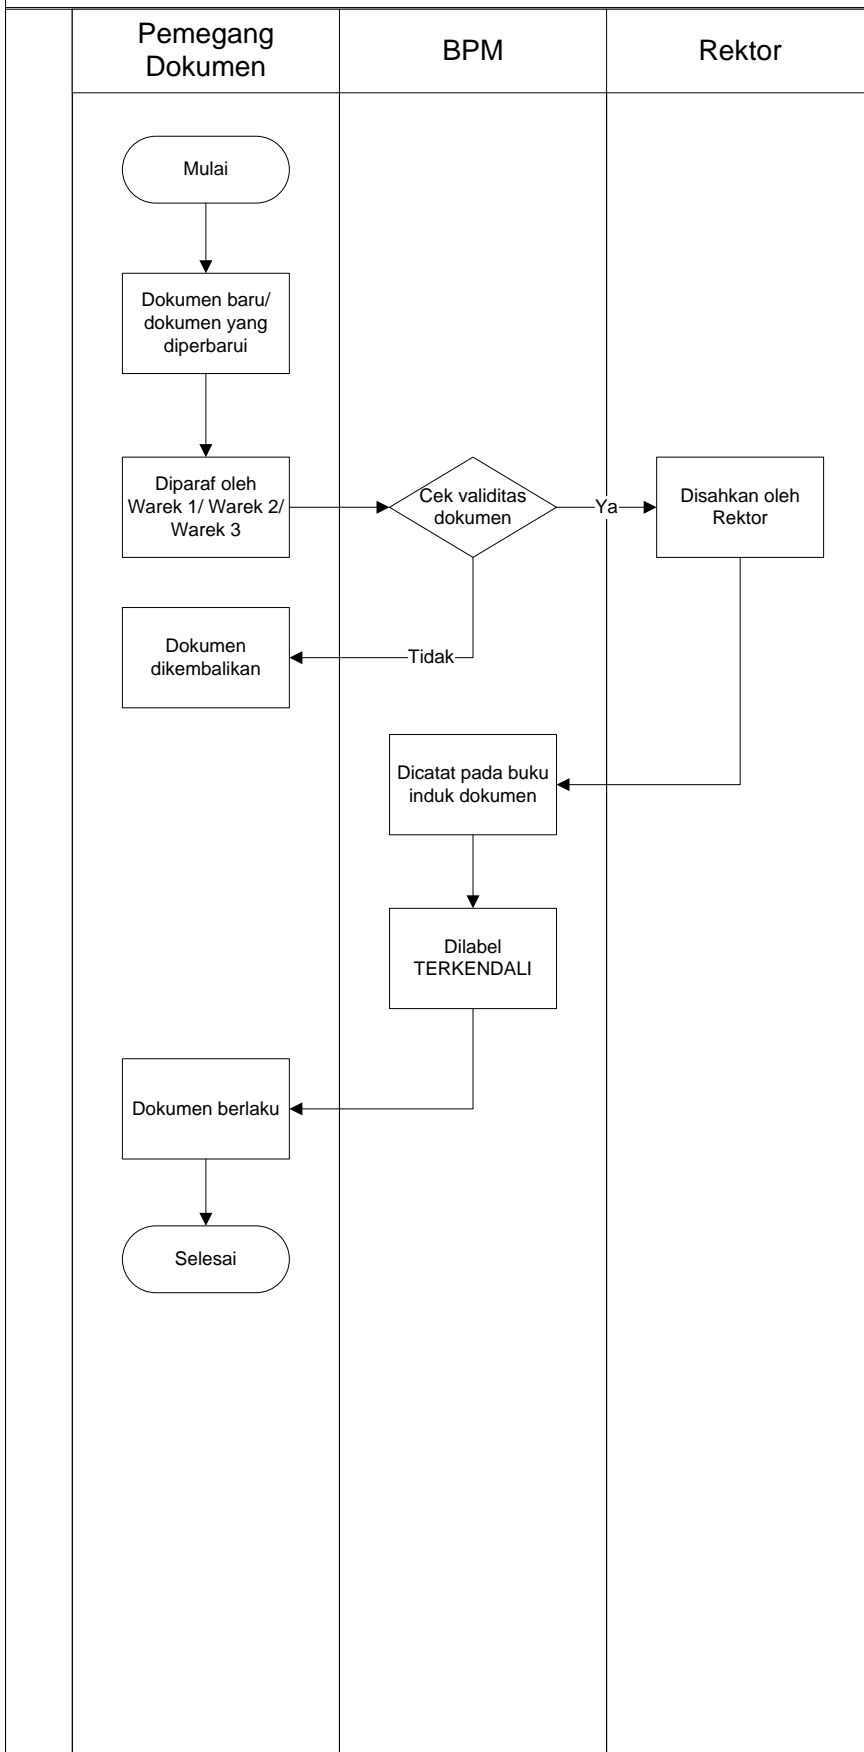 Pemegang
Dokumen
BPM
Rektor
Mulai
Dokumen baru/
dokumen yang
diperbarui
Diparaf oleh
Warek 1/ Warek 2/
Warek 3
Cek validitas
dokumen
Ya
Disahkan oleh
Rektor
Dokumen
dikembalikan
Tidak
Dicatat pada buku
induk dokumen
Dilabel
TERKENDALI
Dokumen berlaku
Selesai